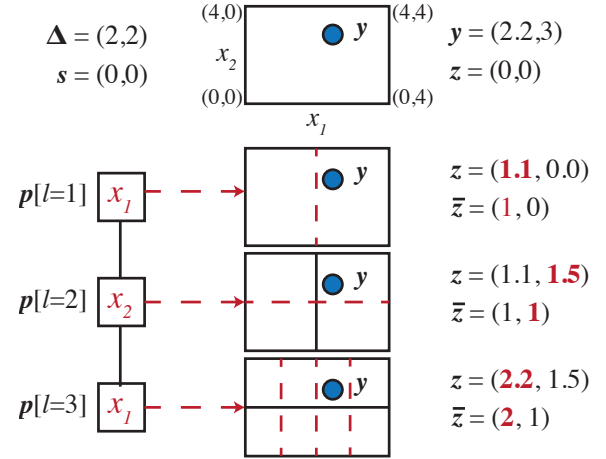 Δ = (2,2)
s = (0,0)
(4,0)
(4,4)
x₂
y
(0,0)
(0,4)
x₁
y = (2.2,3)
z = (0,0)
p[l=1]
x₁
y
z = (1.1, 0.0)
z̄ = (1, 0)
p[l=2]
x₂
y
z = (1.1, 1.5)
z̄ = (1, 1)
p[l=3]
x₁
y
z = (2.2, 1.5)
z̄ = (2, 1)